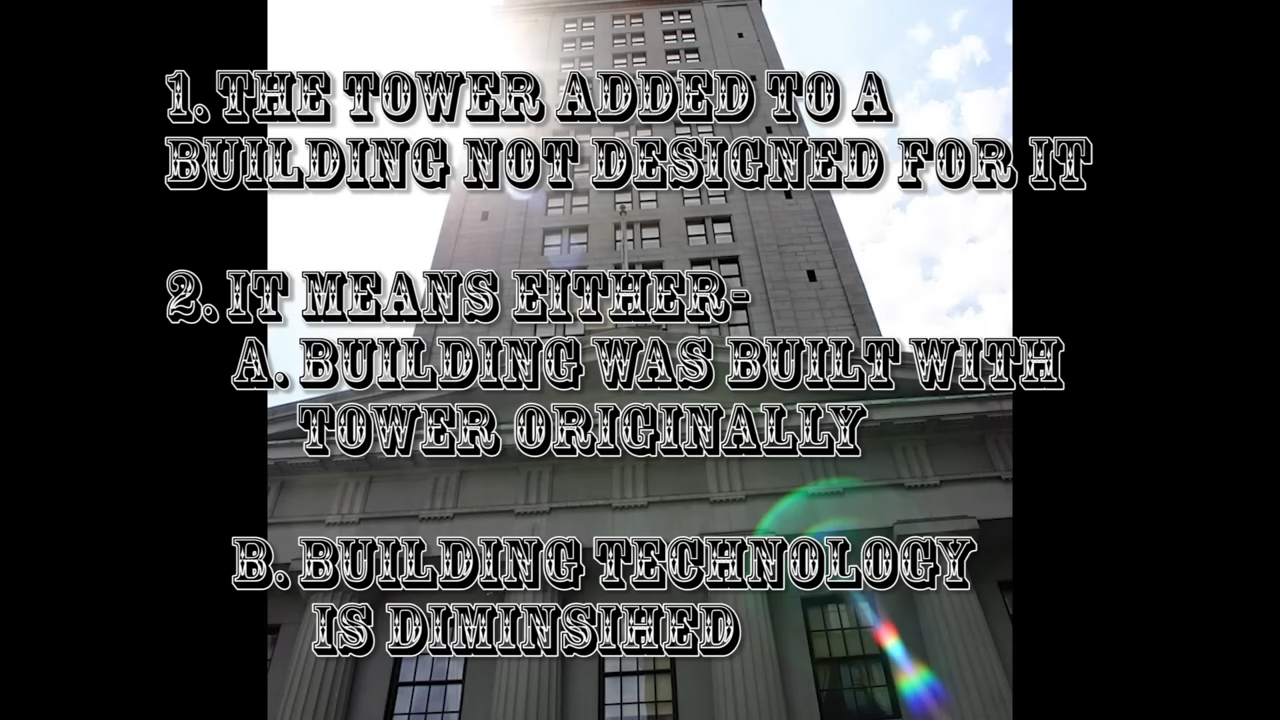 1. THE TOWER ADDED TO A
BUILDING NOT DESIGNED FOR IT
2. IT MEANS EITHER-
A. BUILDING WAS BUILT WITH
TOWER ORIGINALLY
B. BUILDING TECHNOLOGY
IS DIMINSIHED